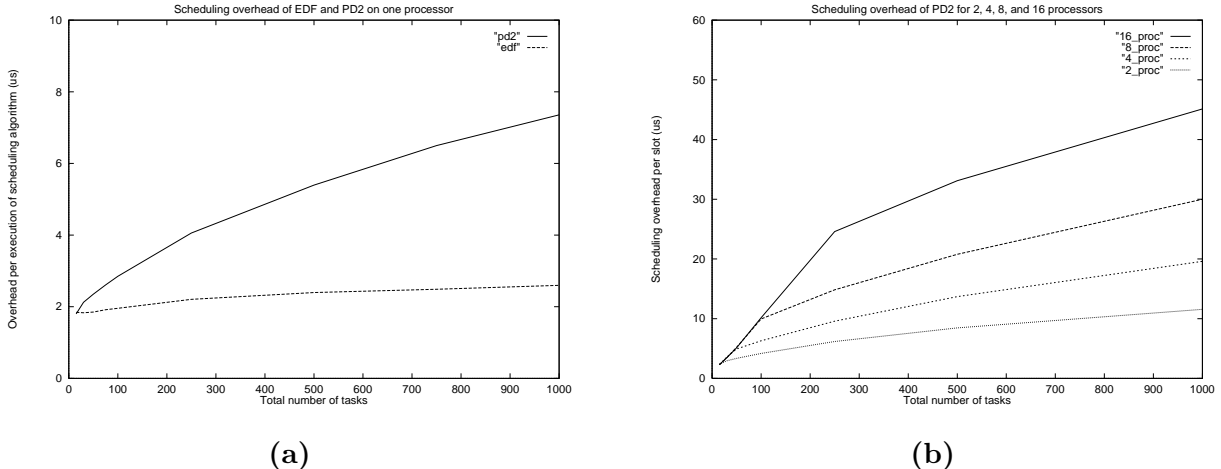 Scheduling overhead of EDF and PD2 on one processor
Overhead per execution of scheduling algorithm (us)
10
8
6
4
2
0
"pd2"
"edf"
0 100 200 300 400 500 600 700 800 900 1000
Total number of tasks
(a)
Scheduling overhead of PD2 for 2, 4, 8, and 16 processors
Scheduling overhead per slot (us)
60
50
40
30
20
10
0
"16_proc"
"8_proc"
"4_proc"
"2_proc"
0 100 200 300 400 500 600 700 800 900 1000
Total number of tasks
(b)